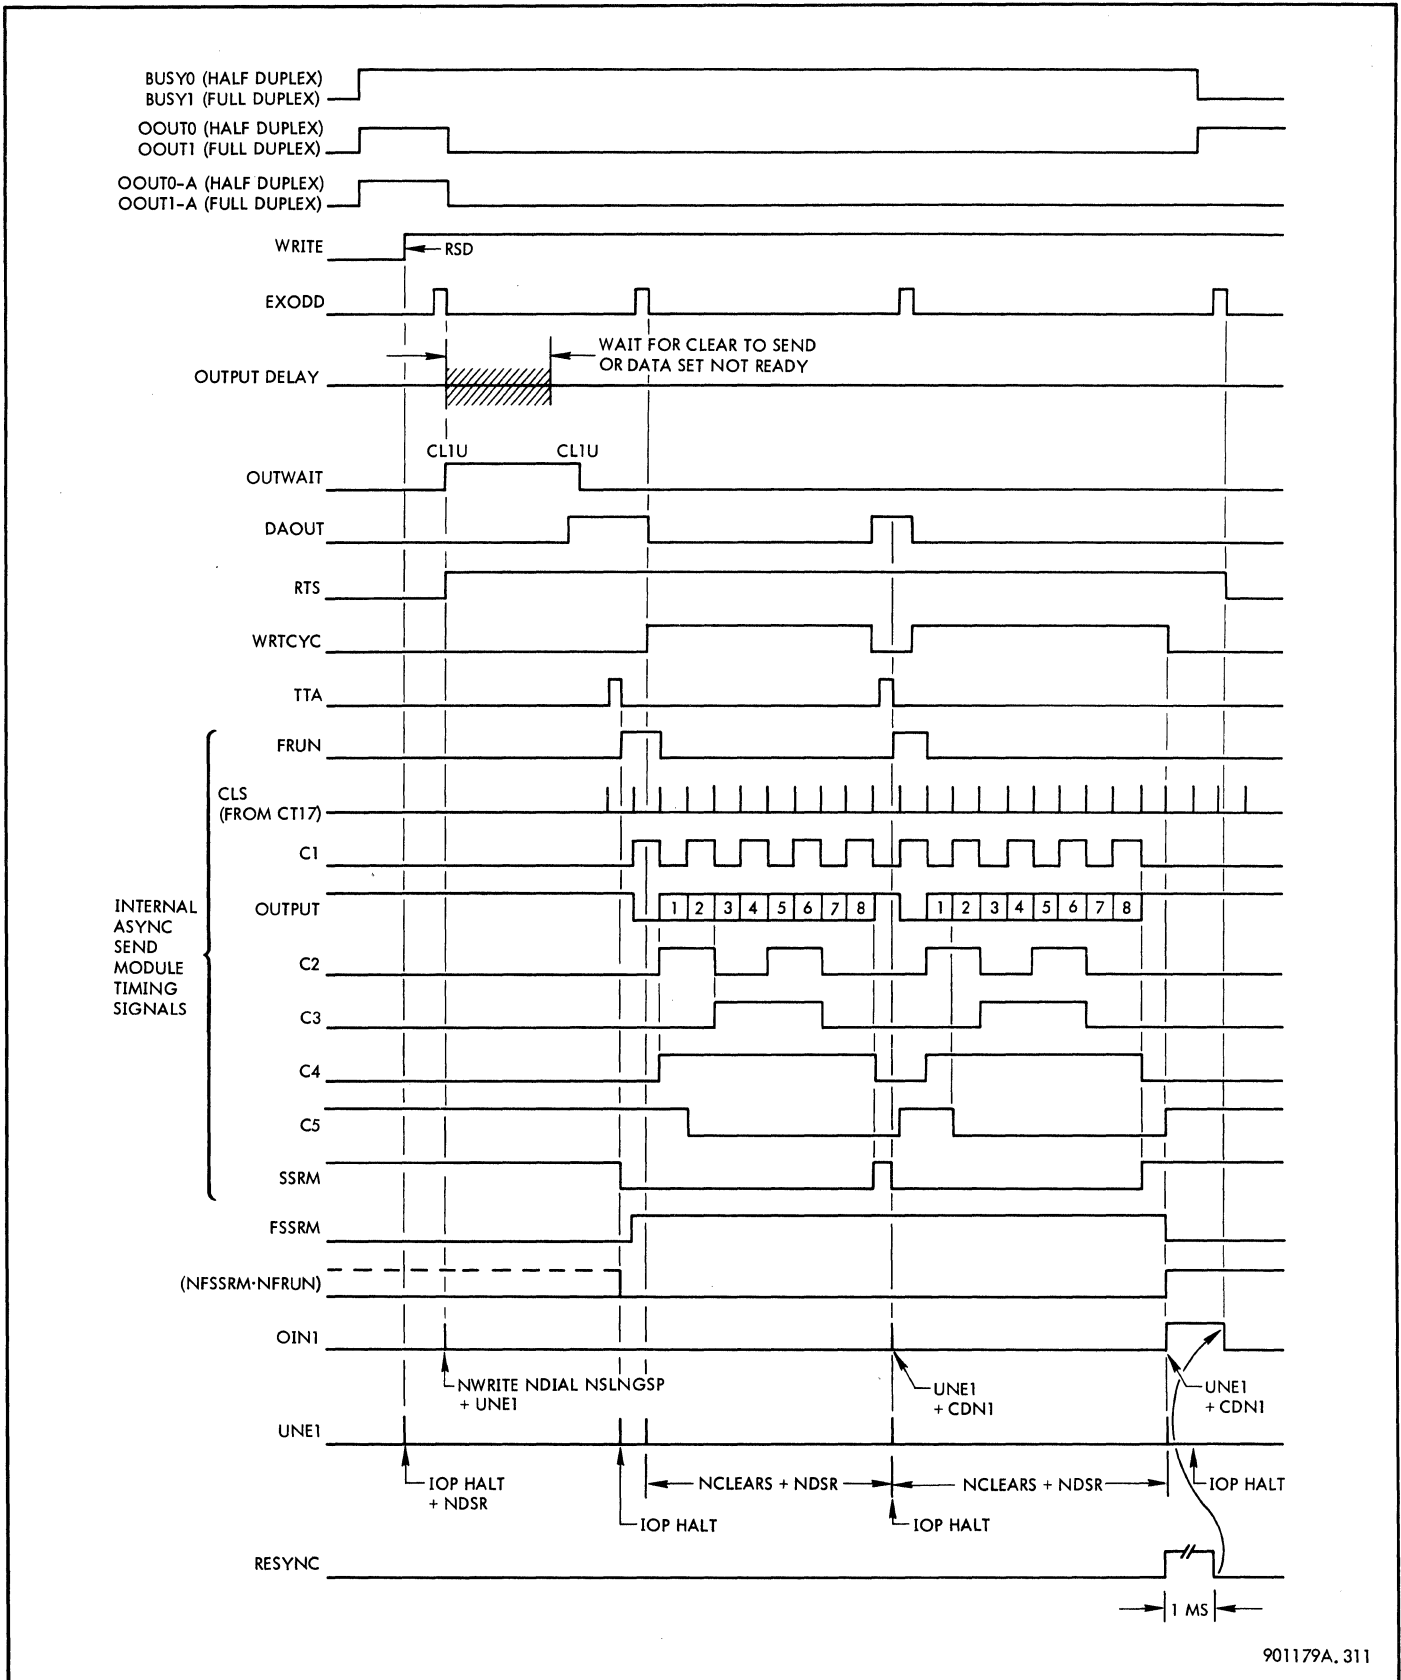 BUSY0 (HALF DUPLEX)
BUSY1 (FULL DUPLEX)
OOUT0 (HALF DUPLEX)
OOUT1 (FULL DUPLEX)
OOUT0-A (HALF DUPLEX)
OOUT1-A (FULL DUPLEX)
WRITE
RSD
EXODD
WAIT FOR CLEAR TO SEND
OR DATA SET NOT READY
OUTPUT DELAY
CL1U
CL1U
OUTWAIT
DAOUT
RTS
WRTCYC
TTA
FRUN
CLS
(FROM CT17)
C1
INTERNAL
ASYNC
SEND
MODULE
TIMING
SIGNALS
OUTPUT
1 2 3 4 5 6 7 8
1 2 3 4 5 6 7 8
C2
C3
C4
C5
SSRM
FSSRM
(NFSSRM·NFRUN)
OIN1
NWRITE NDIAL NSLNGSP
+ UNE1
UNE1
+ CDN1
UNE1
+ CDN1
UNE1
IOP HALT
+ NDSR
NCLEARS + NDSR
NCLEARS + NDSR
IOP HALT
IOP HALT
IOP HALT
RESYNC
1 MS
901179A. 311